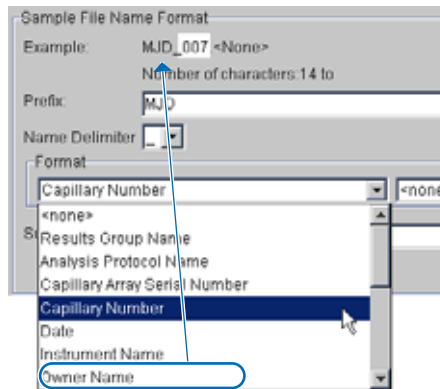 Sample File Name Format
Example: MJD_007 <None>
Number of characters:14 to
Prefix: MJD
Name Delimiter _
Format
Capillary Number <none
<none>
Results Group Name
Analysis Protocol Name
Capillary Array Serial Number
Capillary Number
Date
Instrument Name
Owner Name